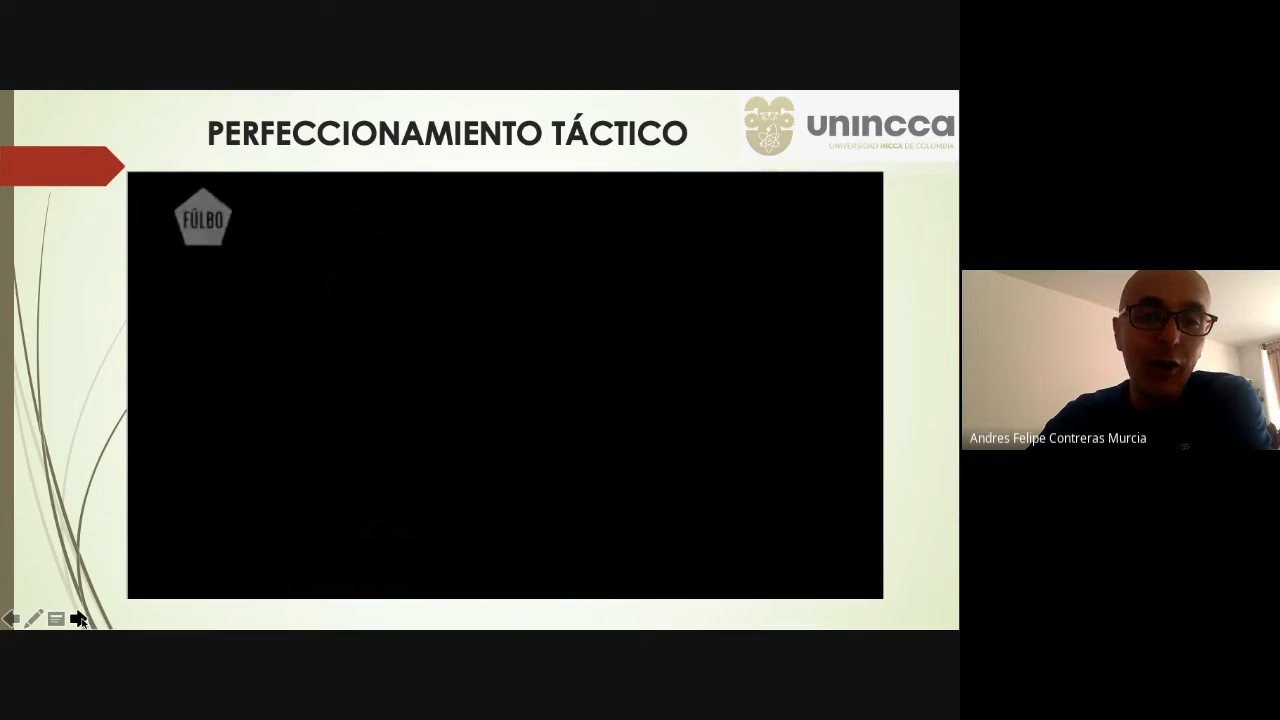 PERFECCIONAMIENTO TÁCTICO
unincca
UNIVERSIDAD INCCA DE COLOMBIA
FÚLBO
Andres Felipe Contreras Murcia